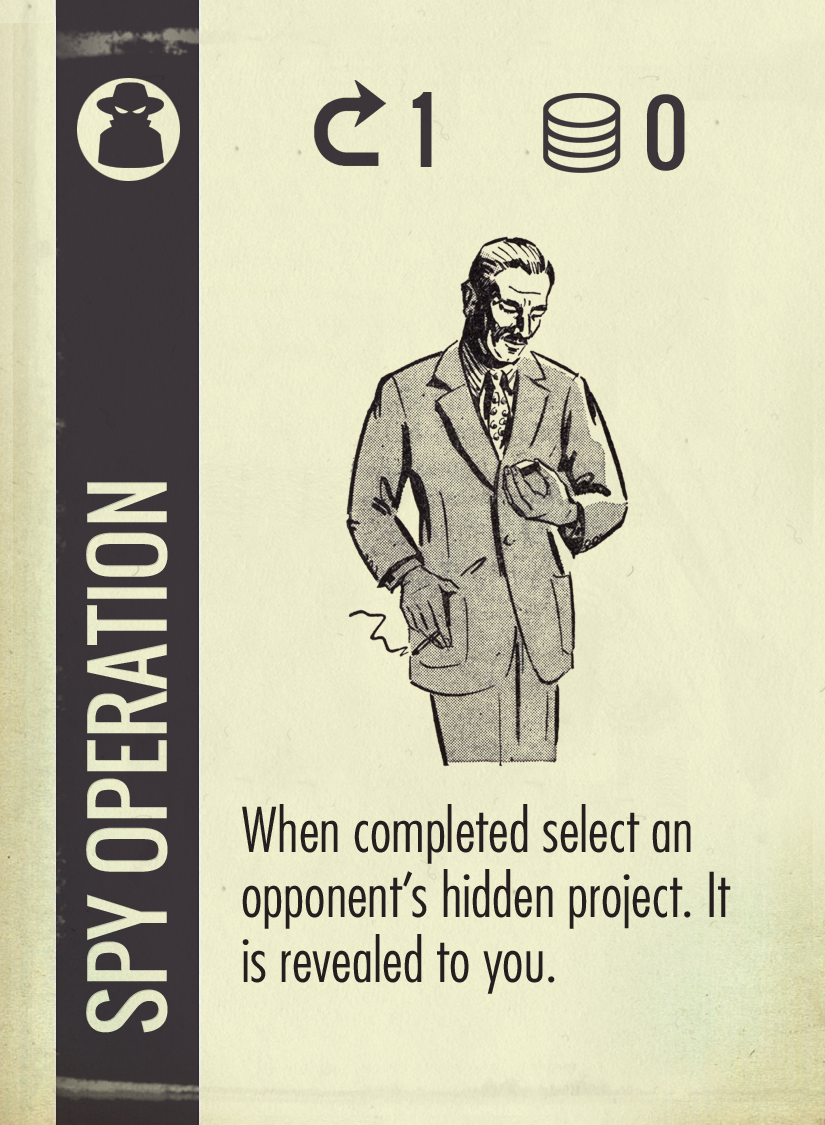 1 0
SPY OPERATION
When completed select an
opponent's hidden project. It
is revealed to you.